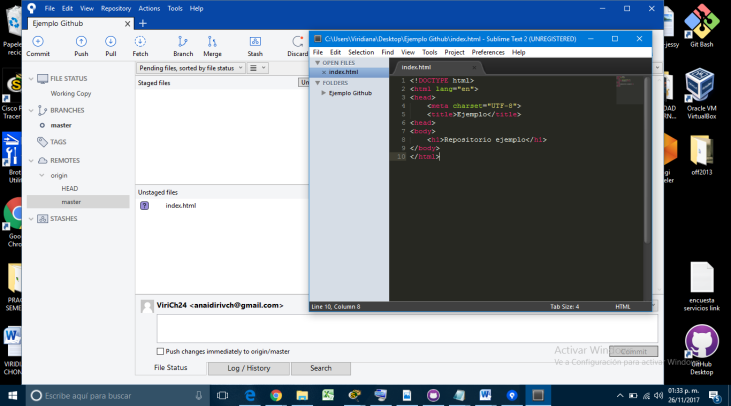 File Edit View Repository Actions Tools Help
Ejemplo Github
Commit Push Pull Fetch Branch Merge Stash Discard
FILE STATUS
Working Copy
BRANCHES
master
TAGS
REMOTES
origin
HEAD
master
STASHES
Pending files, sorted by file status
Staged files
Unstaged files
index.html
ViriCh24 <anaidirivch@gmail.com>
Push changes immediately to origin/master
Commit
File Status Log / History Search
C:\Users\Viridiana\Desktop\Ejemplo Github\index.html - Sublime Text 2 (UNREGISTERED)
File Edit Selection Find View Tools Project Preferences Help
OPEN FILES
index.html
FOLDERS
Ejemplo Github
index.html
1 <!DOCTYPE html>
2 <html lang="en">
3 <head>
4 <meta charset="UTF-8">
5 <title>Ejemplo</title>
6 <head>
7 <body>
8 <h1>Repositorio ejemplo</h1>
9 </body>
10 </html>
Line 10, Column 8
Tab Size: 4
HTML
Papele
recic
Cisco P
Tracer
Brot
Utili
Goo
Chro
PRAC
SEME
VIRIDI
CHON
-jessy
Git Bash
Oracle VM
VirtualBox
off2013
encuesta
servicios link
GitHub
Desktop
Activar Win
Ve a Configuración para activar Windo
Escribe aquí para buscar
01:33 p. m.
26/11/2017